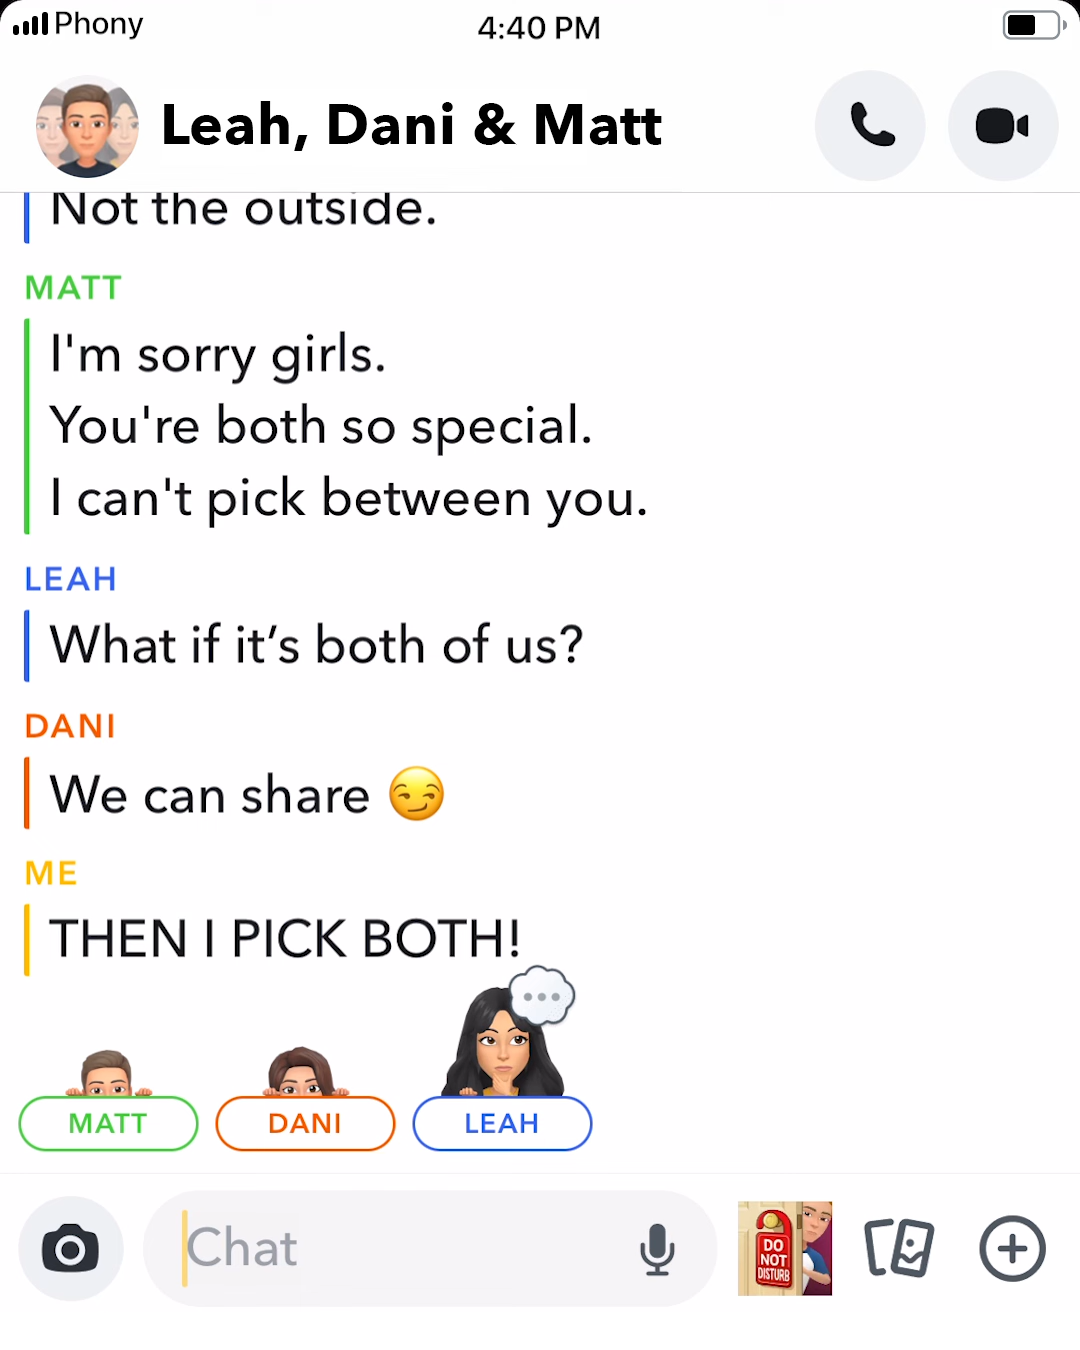 Phony
4:40 PM
Leah, Dani & Matt
Not the outside.
MATT
I'm sorry girls.
You're both so special.
I can't pick between you.
LEAH
What if it’s both of us?
DANI
We can share 😏
ME
THEN I PICK BOTH!
MATT
DANI
LEAH
Chat
DO
NOT
DISTURB